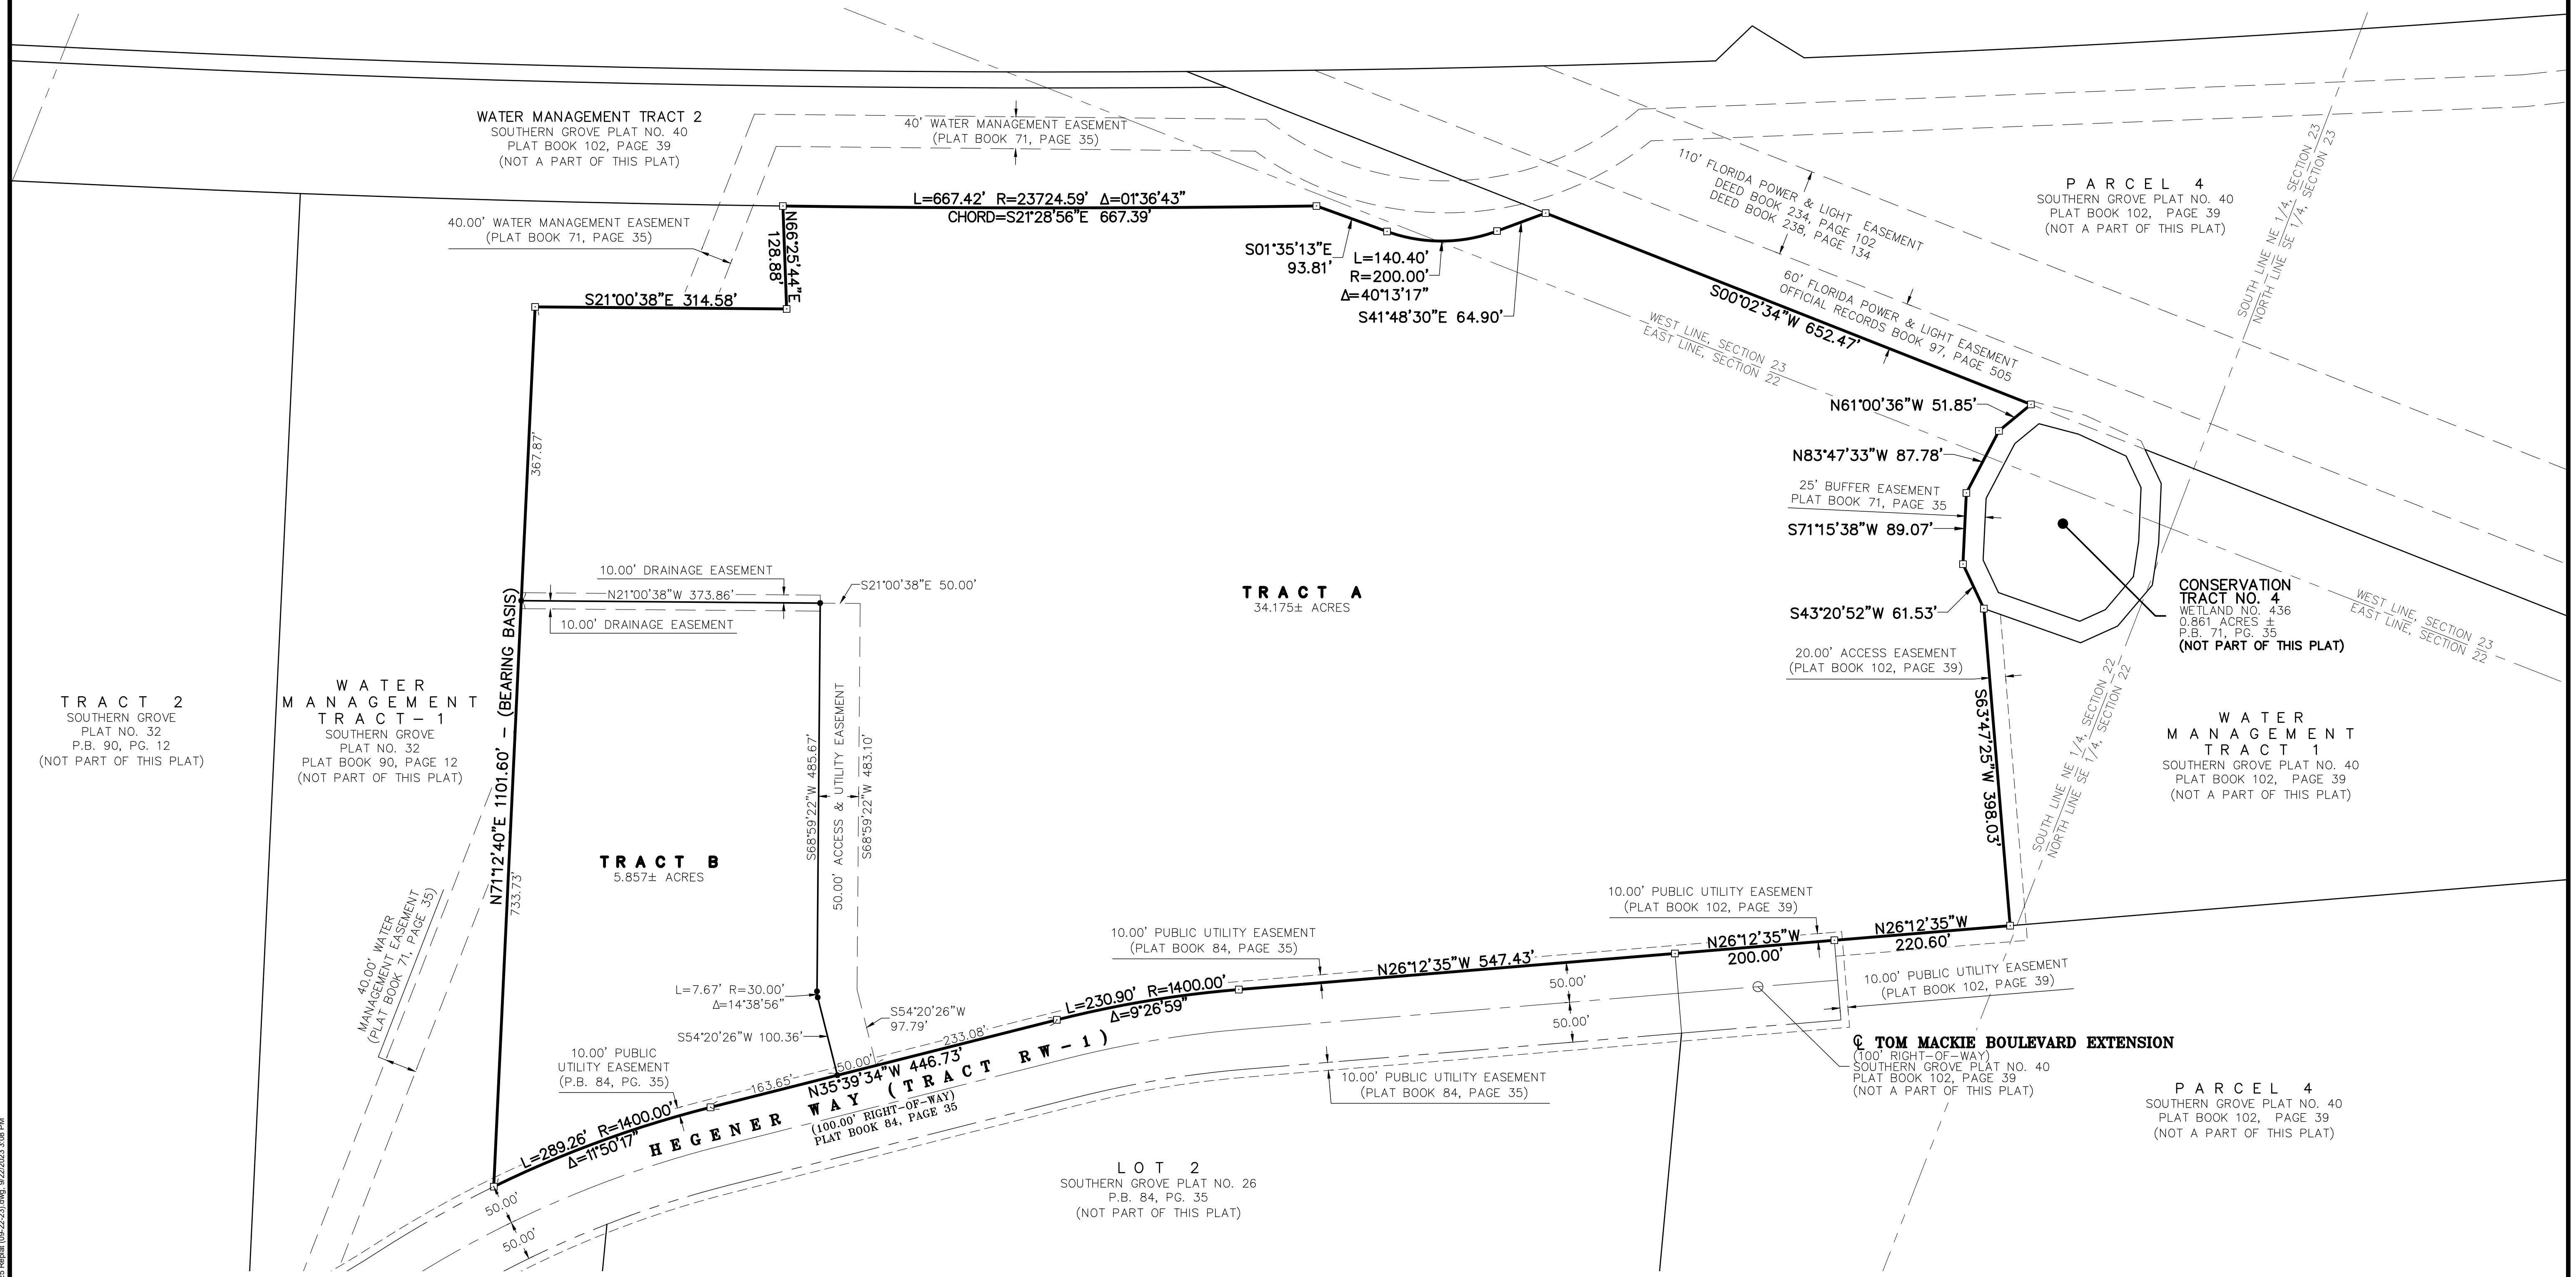 WATER MANAGEMENT TRACT 2
SOUTHERN GROVE PLAT NO. 40
PLAT BOOK 102, PAGE 39
(NOT A PART OF THIS PLAT)
40' WATER MANAGEMENT EASEMENT
(PLAT BOOK 71, PAGE 35)
40.00' WATER MANAGEMENT EASEMENT
(PLAT BOOK 71, PAGE 35)
L=667.42' R=23724.59' Δ=01°36'43"
CHORD=S21°28'56"E 667.39'
N66°25'44"E
128.88'
S21°00'38"E 314.58'
S01°35'13"E
93.81'
L=140.40'
R=200.00'
Δ=40°13'17"
S41°48'30"E 64.90'
110' FLORIDA POWER & LIGHT EASEMENT
DEED BOOK 234, PAGE 102
DEED BOOK 238, PAGE 134
60' FLORIDA POWER & LIGHT EASEMENT
OFFICIAL RECORDS BOOK 97, PAGE 505
S00°02'34"W 652.47'
WEST LINE, SECTION 23
EAST LINE, SECTION 22
PARCEL 4
SOUTHERN GROVE PLAT NO. 40
PLAT BOOK 102, PAGE 39
(NOT A PART OF THIS PLAT)
SOUTH LINE NE 1/4, SECTION 23
NORTH LINE SE 1/4, SECTION 23
N61°00'36"W 51.85'
N83°47'33"W 87.78'
25' BUFFER EASEMENT
PLAT BOOK 71, PAGE 35
S71°15'38"W 89.07'
S43°20'52"W 61.53'
20.00' ACCESS EASEMENT
(PLAT BOOK 102, PAGE 39)
CONSERVATION
TRACT NO. 4
WETLAND NO. 436
0.861 ACRES ±
P.B. 71, PG. 35
(NOT PART OF THIS PLAT)
WEST LINE, SECTION 23
EAST LINE, SECTION 22
367.87'
10.00' DRAINAGE EASEMENT
N21°00'38"W 373.86'
10.00' DRAINAGE EASEMENT
S21°00'38"E 50.00'
TRACT A
34.175± ACRES
TRACT 2
SOUTHERN GROVE
PLAT NO. 32
P.B. 90, PG. 12
(NOT PART OF THIS PLAT)
WATER
MANAGEMENT
TRACT-1
SOUTHERN GROVE
PLAT NO. 32
PLAT BOOK 90, PAGE 12
(NOT PART OF THIS PLAT)
N71°12'40"E 1101.60' - (BEARING BASIS)
733.73'
TRACT B
5.857± ACRES
S68°59'22"W 485.67'
50.00' ACCESS & UTILITY EASEMENT
S68°59'22"W 483.10'
S63°47'25"W 398.03'
SOUTH LINE NE 1/4, SECTION 22
NORTH LINE SE 1/4, SECTION 22
WATER
MANAGEMENT
TRACT 1
SOUTHERN GROVE PLAT NO. 40
PLAT BOOK 102, PAGE 39
(NOT A PART OF THIS PLAT)
40.00' WATER
MANAGEMENT EASEMENT
(PLAT BOOK 71, PAGE 35)
L=7.67' R=30.00'
Δ=14°38'56"
S54°20'26"W 100.36'
S54°20'26"W
97.79'
10.00' PUBLIC
UTILITY EASEMENT
(P.B. 84, PG. 35)
10.00' PUBLIC UTILITY EASEMENT
(PLAT BOOK 84, PAGE 35)
10.00' PUBLIC UTILITY EASEMENT
(PLAT BOOK 102, PAGE 39)
L=289.26' R=1400.00'
Δ=11°50'17"
163.65'
50.00'
233.08'
N35°39'34"W 446.73'
L=230.90' R=1400.00'
Δ=9°26'59"
N26°12'35"W 547.43'
N26°12'35"W
200.00'
N26°12'35"W
220.60'
50.00'
50.00'
HEGENER WAY (TRACT RW-1)
(100.00' RIGHT-OF-WAY)
PLAT BOOK 84, PAGE 35
10.00' PUBLIC UTILITY EASEMENT
(PLAT BOOK 102, PAGE 39)
10.00' PUBLIC UTILITY EASEMENT
(PLAT BOOK 84, PAGE 35)
℄ TOM MACKIE BOULEVARD EXTENSION
(100' RIGHT-OF-WAY)
SOUTHERN GROVE PLAT NO. 40
PLAT BOOK 102, PAGE 39
(NOT A PART OF THIS PLAT)
PARCEL 4
SOUTHERN GROVE PLAT NO. 40
PLAT BOOK 102, PAGE 39
(NOT A PART OF THIS PLAT)
LOT 2
SOUTHERN GROVE PLAT NO. 26
P.B. 84, PG. 35
(NOT PART OF THIS PLAT)
50.00'
50.00'
Replat (09-22-23).dwg, 9/22/2023 3:08 PM